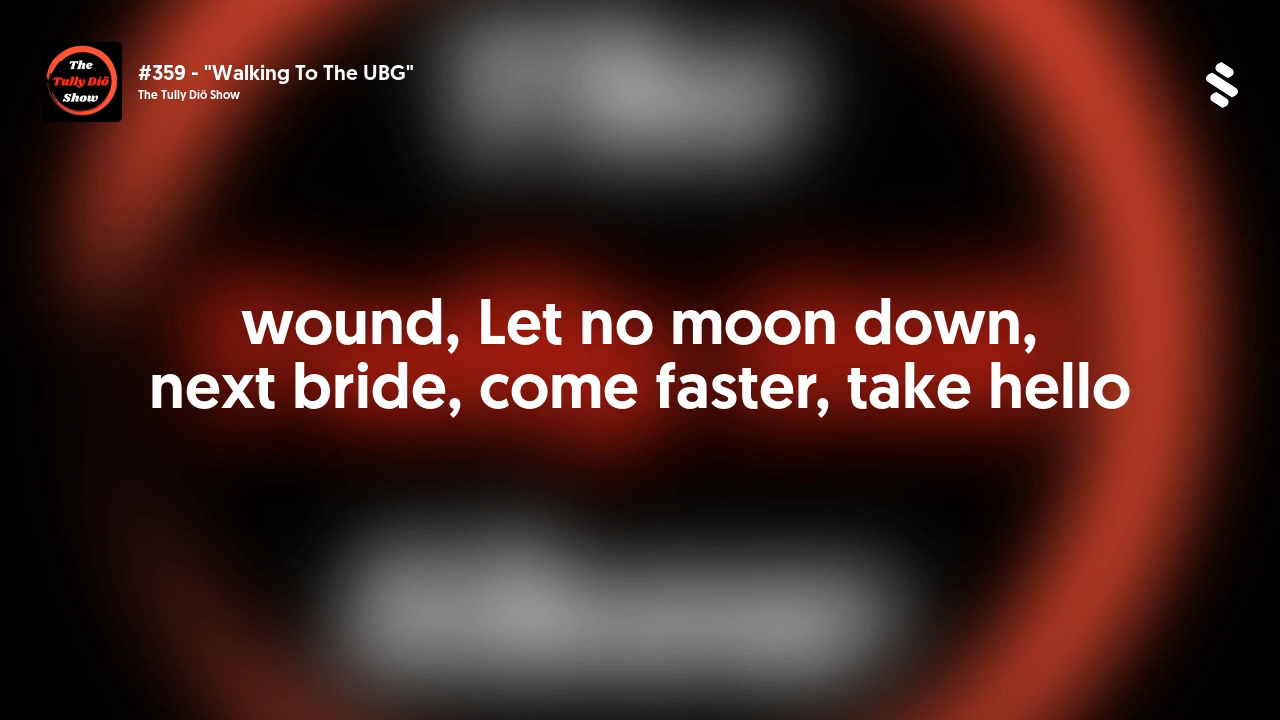 The
Tully Diö
Show
#359 - "Walking To The UBG"
The Tully Diö Show
wound, Let no moon down,
next bride, come faster, take hello